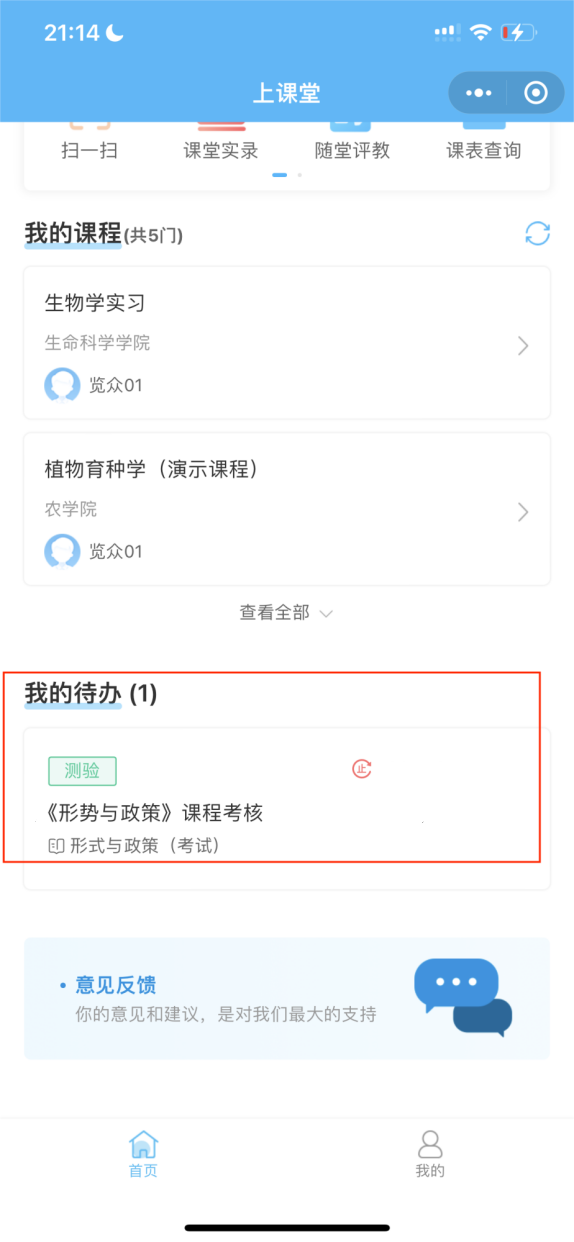 21:14
上课堂
扫一扫 课堂实录 随堂评教 课表查询
我的课程(共5门)
生物学实习
生命科学学院
览众01
植物育种学（演示课程）
农学院
览众01
查看全部
我的待办 (1)
测验 止
《形势与政策》课程考核
形式与政策（考试）
• 意见反馈
你的意见和建议，是对我们最大的支持
首页 我的